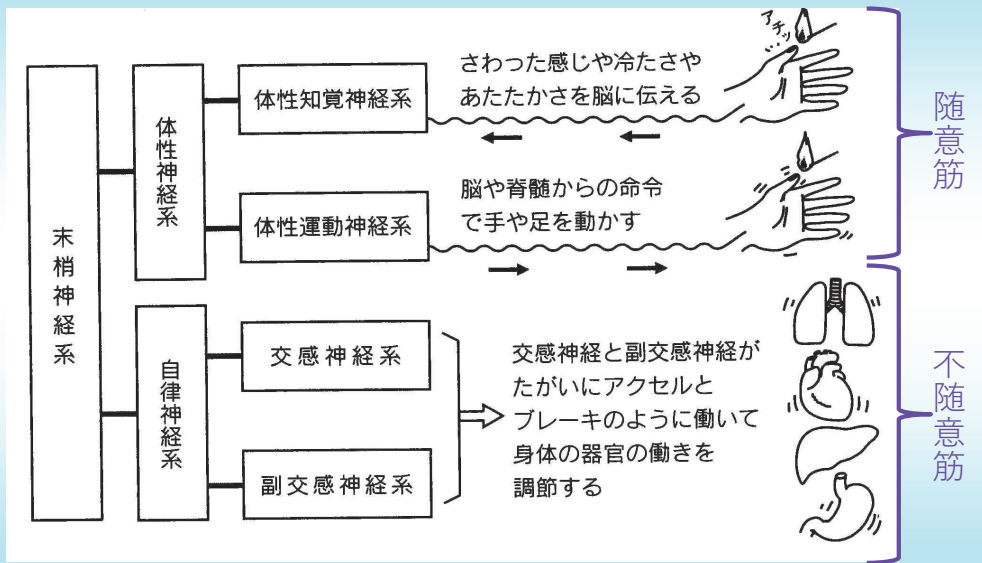 末梢神経系
体性神経系
体性知覚神経系
さわった感じや冷たさや
あたたかさを脳に伝える
アチッ
体性運動神経系
脳や脊髄からの命令
で手や足を動かす
随意筋
自律神経系
交感神経系
副交感神経系
交感神経と副交感神経が
たがいにアクセルと
ブレーキのように働いて
身体の器官の働きを
調節する
不随意筋